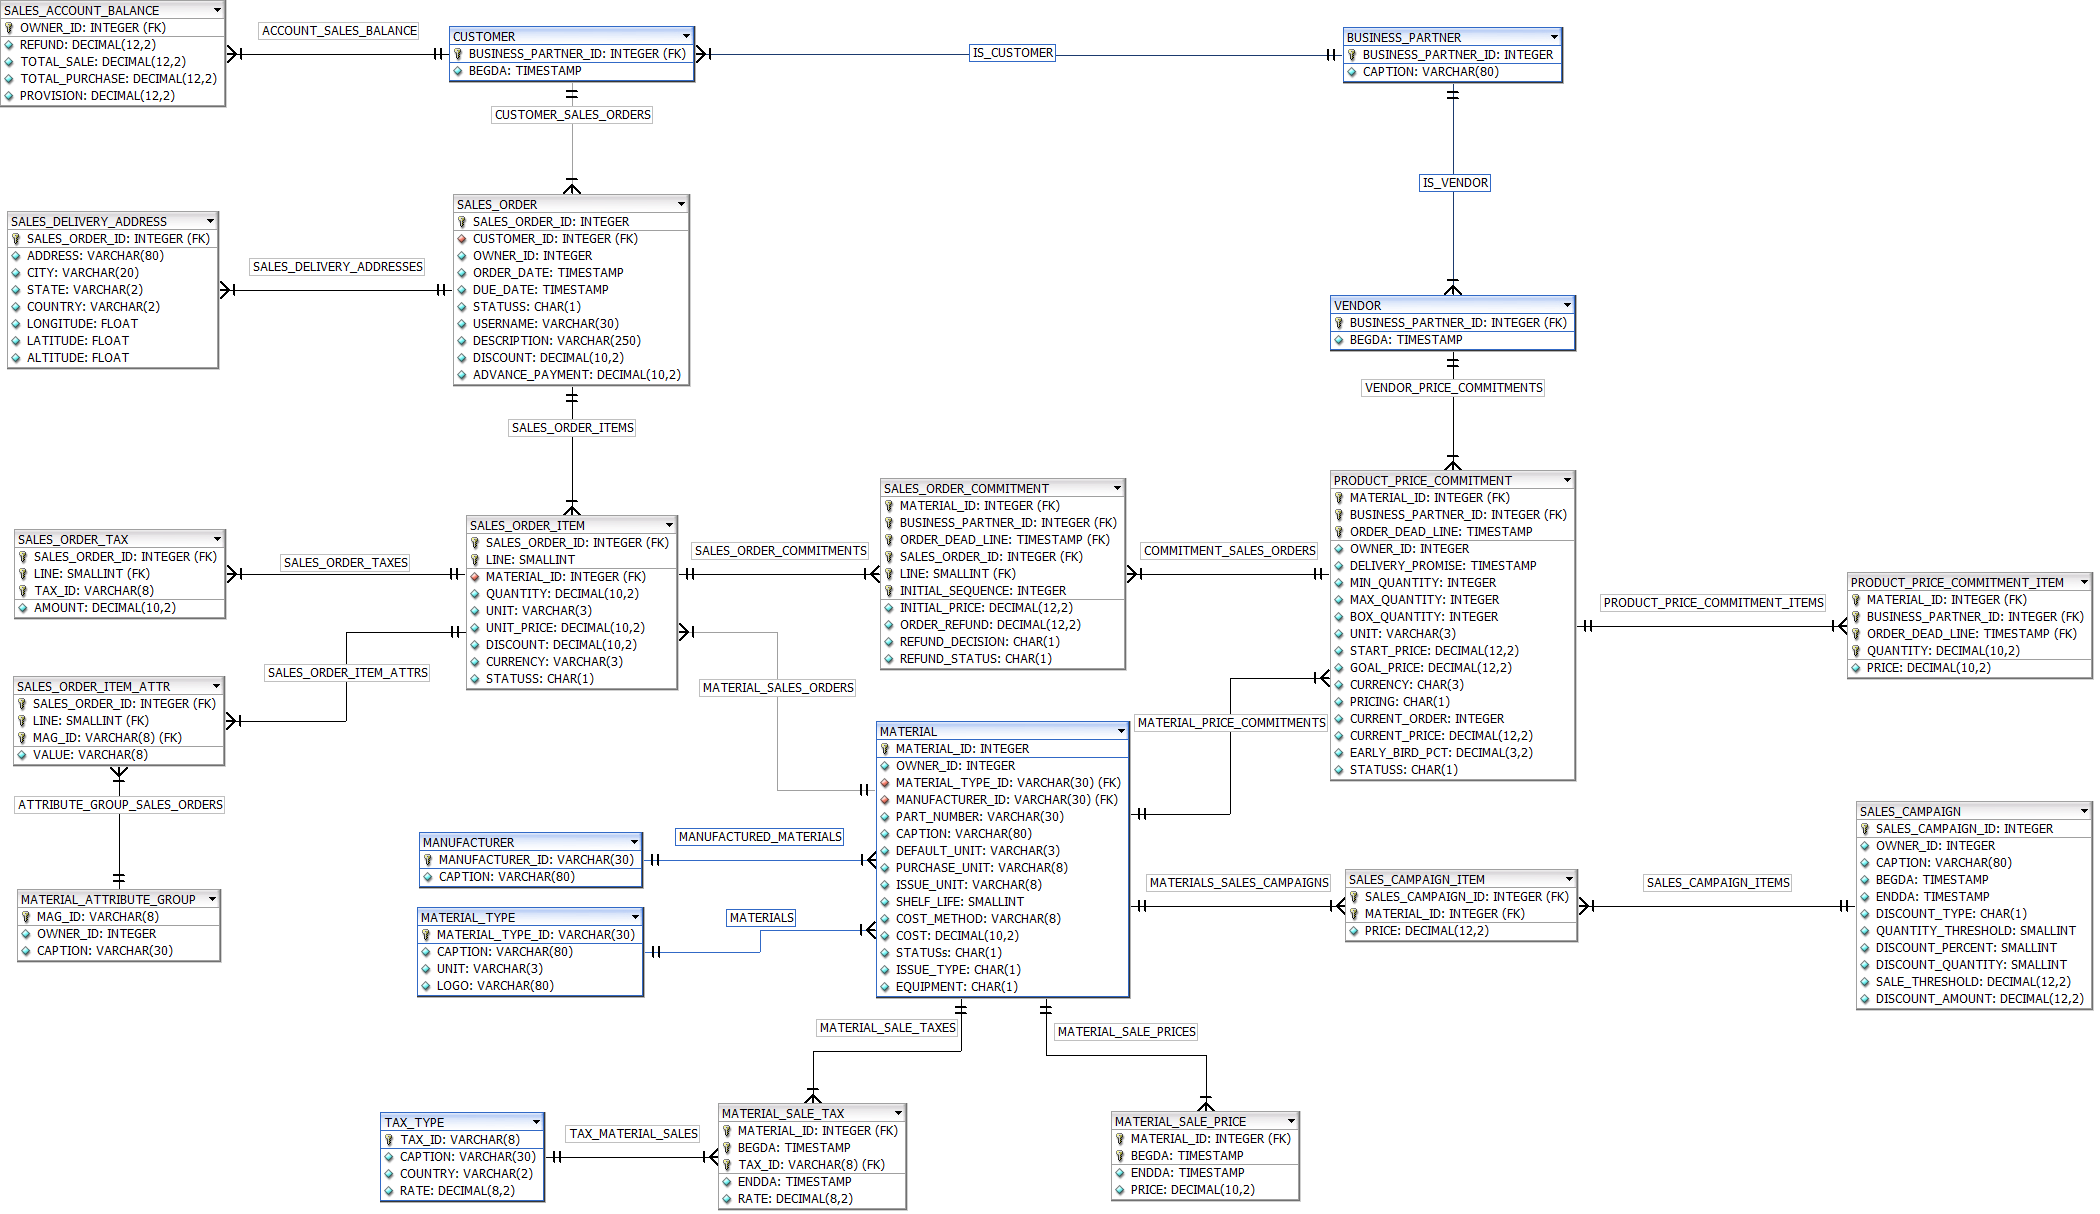 SALES_ACCOUNT_BALANCE
OWNER_ID: INTEGER (FK)
REFUND: DECIMAL(12,2)
TOTAL_SALE: DECIMAL(12,2)
TOTAL_PURCHASE: DECIMAL(12,2)
PROVISION: DECIMAL(12,2)
ACCOUNT_SALES_BALANCE
CUSTOMER
BUSINESS_PARTNER_ID: INTEGER (FK)
BEGDA: TIMESTAMP
IS_CUSTOMER
BUSINESS_PARTNER
BUSINESS_PARTNER_ID: INTEGER
CAPTION: VARCHAR(80)
CUSTOMER_SALES_ORDERS
IS_VENDOR
SALES_DELIVERY_ADDRESS
SALES_ORDER_ID: INTEGER (FK)
ADDRESS: VARCHAR(80)
CITY: VARCHAR(20)
STATE: VARCHAR(2)
COUNTRY: VARCHAR(2)
LONGITUDE: FLOAT
LATITUDE: FLOAT
ALTITUDE: FLOAT
SALES_DELIVERY_ADDRESSES
SALES_ORDER
SALES_ORDER_ID: INTEGER
CUSTOMER_ID: INTEGER (FK)
OWNER_ID: INTEGER
ORDER_DATE: TIMESTAMP
DUE_DATE: TIMESTAMP
STATUSS: CHAR(1)
USERNAME: VARCHAR(30)
DESCRIPTION: VARCHAR(250)
DISCOUNT: DECIMAL(10,2)
ADVANCE_PAYMENT: DECIMAL(10,2)
VENDOR
BUSINESS_PARTNER_ID: INTEGER (FK)
BEGDA: TIMESTAMP
VENDOR_PRICE_COMMITMENTS
SALES_ORDER_ITEMS
SALES_ORDER_TAX
SALES_ORDER_ID: INTEGER (FK)
LINE: SMALLINT (FK)
TAX_ID: VARCHAR(8)
AMOUNT: DECIMAL(10,2)
SALES_ORDER_TAXES
SALES_ORDER_ITEM
SALES_ORDER_ID: INTEGER (FK)
LINE: SMALLINT
MATERIAL_ID: INTEGER (FK)
QUANTITY: DECIMAL(10,2)
UNIT: VARCHAR(3)
UNIT_PRICE: DECIMAL(10,2)
DISCOUNT: DECIMAL(10,2)
CURRENCY: VARCHAR(3)
STATUSS: CHAR(1)
SALES_ORDER_COMMITMENTS
SALES_ORDER_COMMITMENT
MATERIAL_ID: INTEGER (FK)
BUSINESS_PARTNER_ID: INTEGER (FK)
ORDER_DEAD_LINE: TIMESTAMP (FK)
SALES_ORDER_ID: INTEGER (FK)
LINE: SMALLINT (FK)
INITIAL_SEQUENCE: INTEGER
INITIAL_PRICE: DECIMAL(12,2)
ORDER_REFUND: DECIMAL(12,2)
REFUND_DECISION: CHAR(1)
REFUND_STATUS: CHAR(1)
COMMITMENT_SALES_ORDERS
PRODUCT_PRICE_COMMITMENT
MATERIAL_ID: INTEGER (FK)
BUSINESS_PARTNER_ID: INTEGER (FK)
ORDER_DEAD_LINE: TIMESTAMP
OWNER_ID: INTEGER
DELIVERY_PROMISE: TIMESTAMP
MIN_QUANTITY: INTEGER
MAX_QUANTITY: INTEGER
BOX_QUANTITY: INTEGER
UNIT: VARCHAR(3)
START_PRICE: DECIMAL(12,2)
GOAL_PRICE: DECIMAL(12,2)
CURRENCY: CHAR(3)
PRICING: CHAR(1)
CURRENT_ORDER: INTEGER
CURRENT_PRICE: DECIMAL(12,2)
EARLY_BIRD_PCT: DECIMAL(3,2)
STATUSS: CHAR(1)
PRODUCT_PRICE_COMMITMENT_ITEMS
PRODUCT_PRICE_COMMITMENT_ITEM
MATERIAL_ID: INTEGER (FK)
BUSINESS_PARTNER_ID: INTEGER (FK)
ORDER_DEAD_LINE: TIMESTAMP (FK)
QUANTITY: DECIMAL(10,2)
PRICE: DECIMAL(10,2)
SALES_ORDER_ITEM_ATTRS
SALES_ORDER_ITEM_ATTR
SALES_ORDER_ID: INTEGER (FK)
LINE: SMALLINT (FK)
MAG_ID: VARCHAR(8) (FK)
VALUE: VARCHAR(8)
MATERIAL_SALES_ORDERS
MATERIAL_PRICE_COMMITMENTS
ATTRIBUTE_GROUP_SALES_ORDERS
MATERIAL_ATTRIBUTE_GROUP
MAG_ID: VARCHAR(8)
OWNER_ID: INTEGER
CAPTION: VARCHAR(30)
MANUFACTURER
MANUFACTURER_ID: VARCHAR(30)
CAPTION: VARCHAR(80)
MANUFACTURED_MATERIALS
MATERIAL_TYPE
MATERIAL_TYPE_ID: VARCHAR(30)
CAPTION: VARCHAR(80)
UNIT: VARCHAR(3)
LOGO: VARCHAR(80)
MATERIALS
MATERIAL
MATERIAL_ID: INTEGER
OWNER_ID: INTEGER
MATERIAL_TYPE_ID: VARCHAR(30) (FK)
MANUFACTURER_ID: VARCHAR(30) (FK)
PART_NUMBER: VARCHAR(30)
CAPTION: VARCHAR(80)
DEFAULT_UNIT: VARCHAR(3)
PURCHASE_UNIT: VARCHAR(8)
ISSUE_UNIT: VARCHAR(8)
SHELF_LIFE: SMALLINT
COST_METHOD: VARCHAR(8)
COST: DECIMAL(10,2)
STATUSs: CHAR(1)
ISSUE_TYPE: CHAR(1)
EQUIPMENT: CHAR(1)
MATERIALS_SALES_CAMPAIGNS
SALES_CAMPAIGN_ITEM
SALES_CAMPAIGN_ID: INTEGER (FK)
MATERIAL_ID: INTEGER (FK)
PRICE: DECIMAL(12,2)
SALES_CAMPAIGN_ITEMS
SALES_CAMPAIGN
SALES_CAMPAIGN_ID: INTEGER
OWNER_ID: INTEGER
CAPTION: VARCHAR(80)
BEGDA: TIMESTAMP
ENDDA: TIMESTAMP
DISCOUNT_TYPE: CHAR(1)
QUANTITY_THRESHOLD: SMALLINT
DISCOUNT_PERCENT: SMALLINT
DISCOUNT_QUANTITY: SMALLINT
SALE_THRESHOLD: DECIMAL(12,2)
DISCOUNT_AMOUNT: DECIMAL(12,2)
MATERIAL_SALE_TAXES
MATERIAL_SALE_PRICES
TAX_TYPE
TAX_ID: VARCHAR(8)
CAPTION: VARCHAR(30)
COUNTRY: VARCHAR(2)
RATE: DECIMAL(8,2)
TAX_MATERIAL_SALES
MATERIAL_SALE_TAX
MATERIAL_ID: INTEGER (FK)
BEGDA: TIMESTAMP
TAX_ID: VARCHAR(8) (FK)
ENDDA: TIMESTAMP
RATE: DECIMAL(8,2)
MATERIAL_SALE_PRICE
MATERIAL_ID: INTEGER (FK)
BEGDA: TIMESTAMP
ENDDA: TIMESTAMP
PRICE: DECIMAL(10,2)